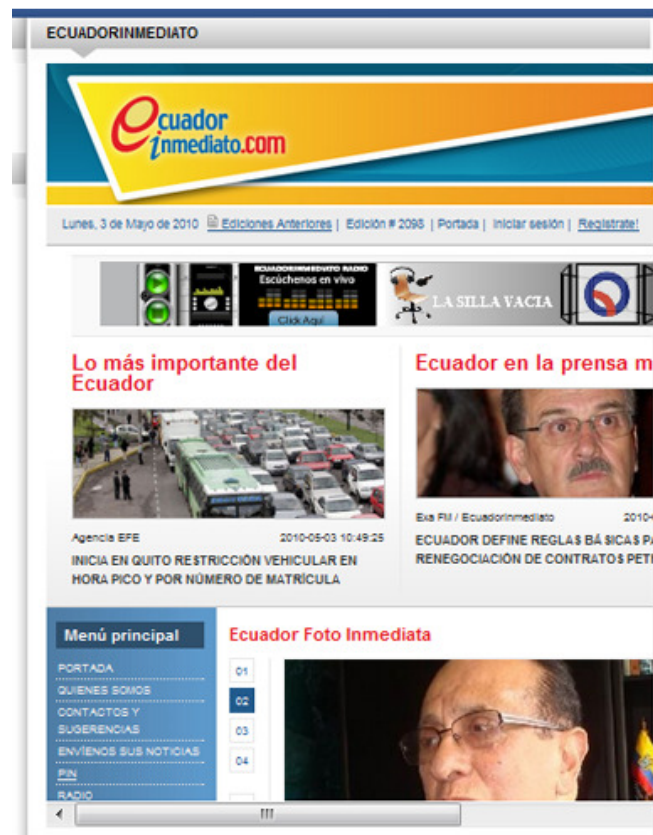 ECUADORINMEDIATO
ecuador
inmediato.com
Lunes, 3 de Mayo de 2010 Ediciones Anteriores | Edición # 2098 | Portada | Iniciar sesión | Registrate!
ECUADORINMEDIATO RADIO
Escúchenos en vivo
Click Aquí
LA SILLA VACIA
Lo más importante del
Ecuador
Agencia EFE 2010-05-03 10:49:25
INICIA EN QUITO RESTRICCIÓN VEHICULAR EN
HORA PICO Y POR NÚMERO DE MATRÍCULA
Ecuador en la prensa m
Exa FM / Ecuadorinmediato 2010-
ECUADOR DEFINE REGLAS BÁSICAS PA
RENEGOCIACIÓN DE CONTRATOS PET
Menú principal
PORTADA
QUIENES SOMOS
CONTACTOS Y
SUGERENCIAS
ENVÍENOS SUS NOTICIAS
PIN
RADIO
Ecuador Foto Inmediata
01
02
03
04